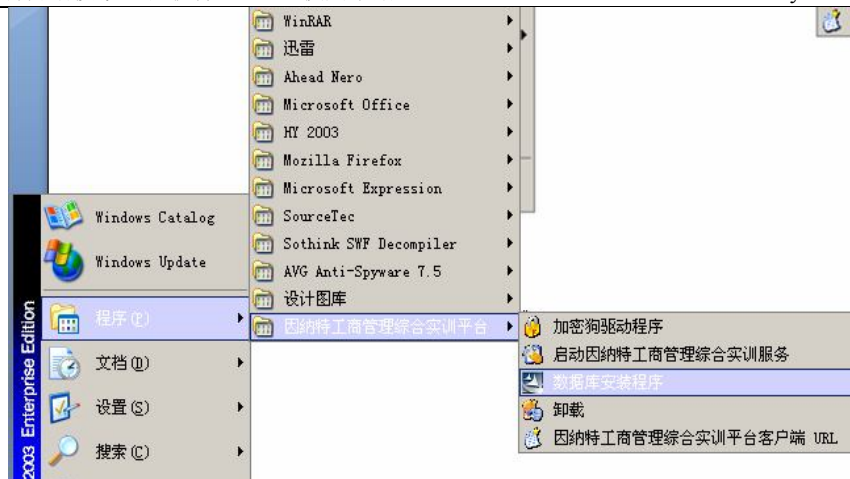 WinRAR
迅雷
Ahead Nero
Microsoft Office
HY 2003
Mozilla Firefox
Microsoft Expression
SourceTec
Sothink SWF Decompiler
AVG Anti-Spyware 7.5
设计图库
因纳特工商管理综合实训平台
Windows Catalog
Windows Update
程序(P)
文档(D)
设置(S)
搜索(C)
2003 Enterprise Edition
加密狗驱动程序
启动因纳特工商管理综合实训服务
数据库安装程序
卸载
因纳特工商管理综合实训平台客户端 URL